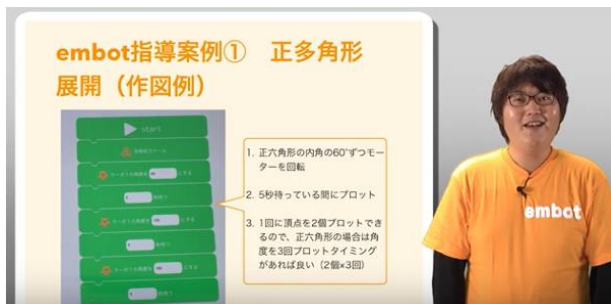 embot指導案例① 正多角形
展開（作図例）
start
1. 正六角形の内角の60°ずつモー
ターを回転
2. 5秒待っている間にプロット
3. 1回に頂点を2個プロットでき
るので、正六角形の場合は角
度を3回プロットタイミング
があれば良い（2個×3回）
embot